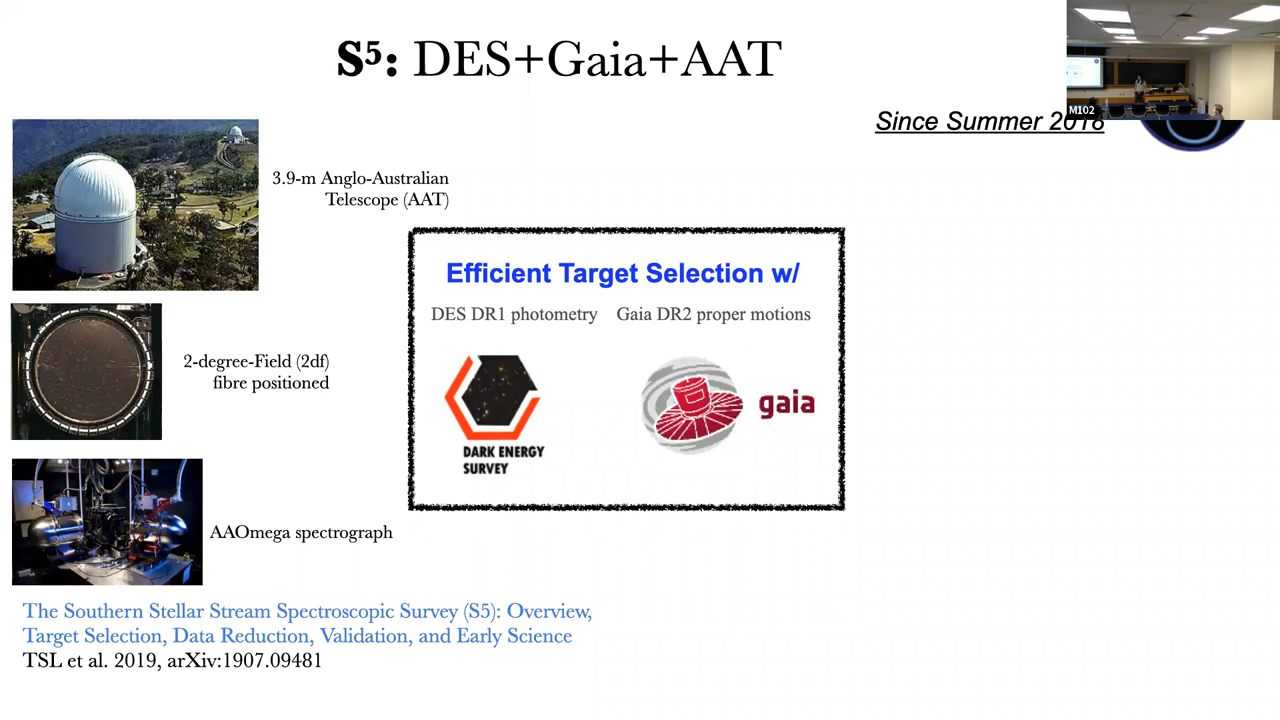 S⁵: DES+Gaia+AAT
M102
Since Summer 2018
3.9-m Anglo-Australian
Telescope (AAT)
Efficient Target Selection w/
DES DR1 photometry Gaia DR2 proper motions
2-degree-Field (2df)
fibre positioned
gaia
DARK ENERGY
SURVEY
AAOmega spectrograph
The Southern Stellar Stream Spectroscopic Survey (S5): Overview,
Target Selection, Data Reduction, Validation, and Early Science
TSL et al. 2019, arXiv:1907.09481